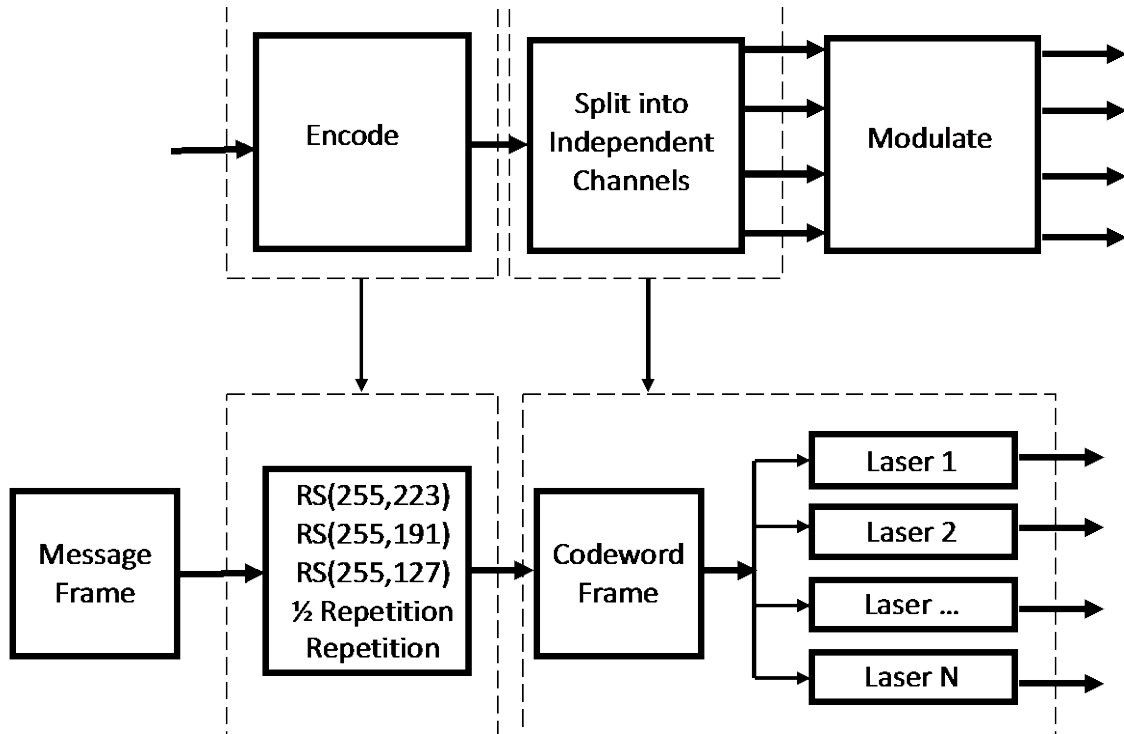 Encode
Split into
Independent
Channels
Modulate
Message
Frame
RS(255,223)
RS(255,191)
RS(255,127)
½ Repetition
Repetition
Codeword
Frame
Laser 1
Laser 2
Laser ...
Laser N